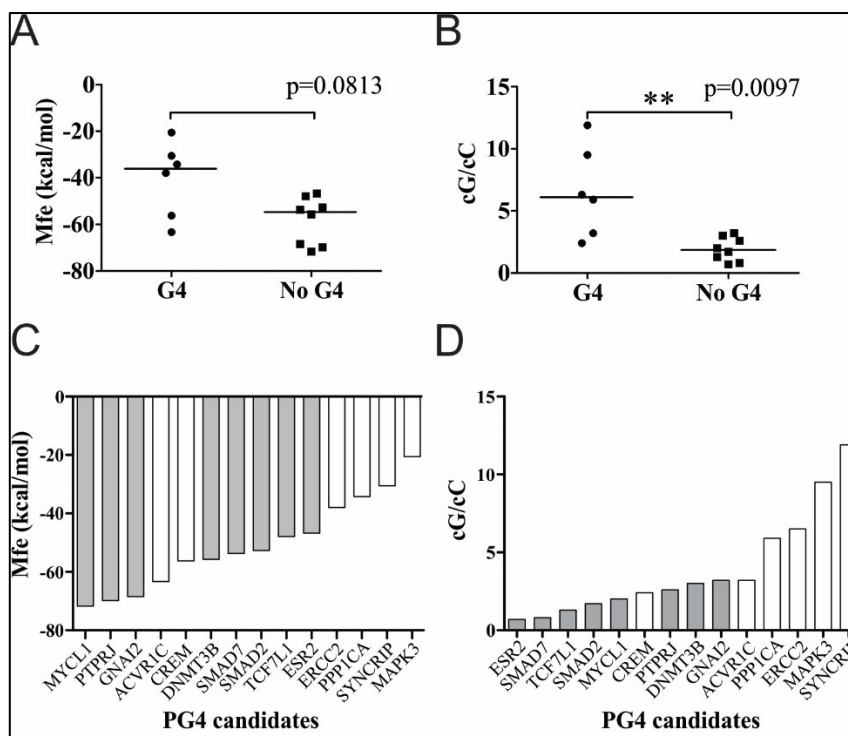 A
Mfe (kcal/mol)
0
-20
-40
-60
-80
p=0.0813
G4
No G4
B
cG/cC
15
10
5
0
**
p=0.0097
G4
No G4
C
Mfe (kcal/mol)
0
-20
-40
-60
-80
MYCL1
PTPRJ
GNAI2
ACVR1C
CREM
DNMT3B
SMAD7
SMAD2
TCF7L1
ESR2
ERCC2
PPP1CA
SYNCRIP
MAPK3
PG4 candidates
D
cG/cC
15
10
5
0
ESR2
SMAD7
TCF7L1
SMAD2
MYCL1
CREM
PTPRJ
DNMT3B
GNAI2
ACVR1C
PPP1CA
ERCC2
MAPK3
SYNCRIP
PG4 candidates